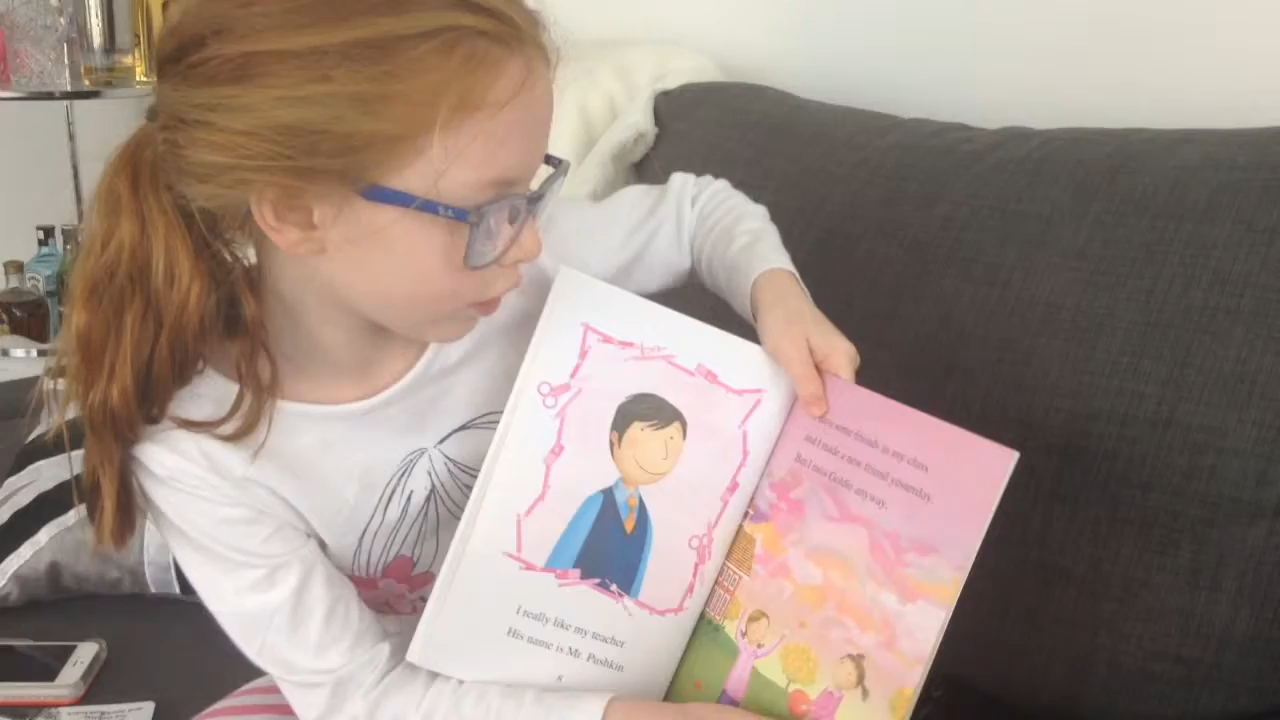 I really like my teacher.
His name is Mr. Pushkin.
8
some friends in my class
and I made a new friend yesterday.
But I miss Goldie anyway.